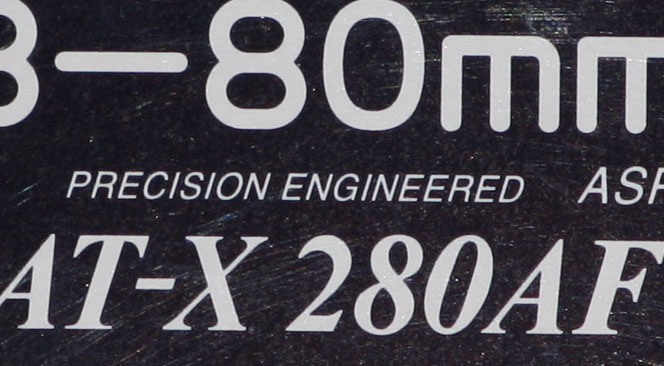 8-80mm
PRECISION ENGINEERED ASP
AT-X 280AF